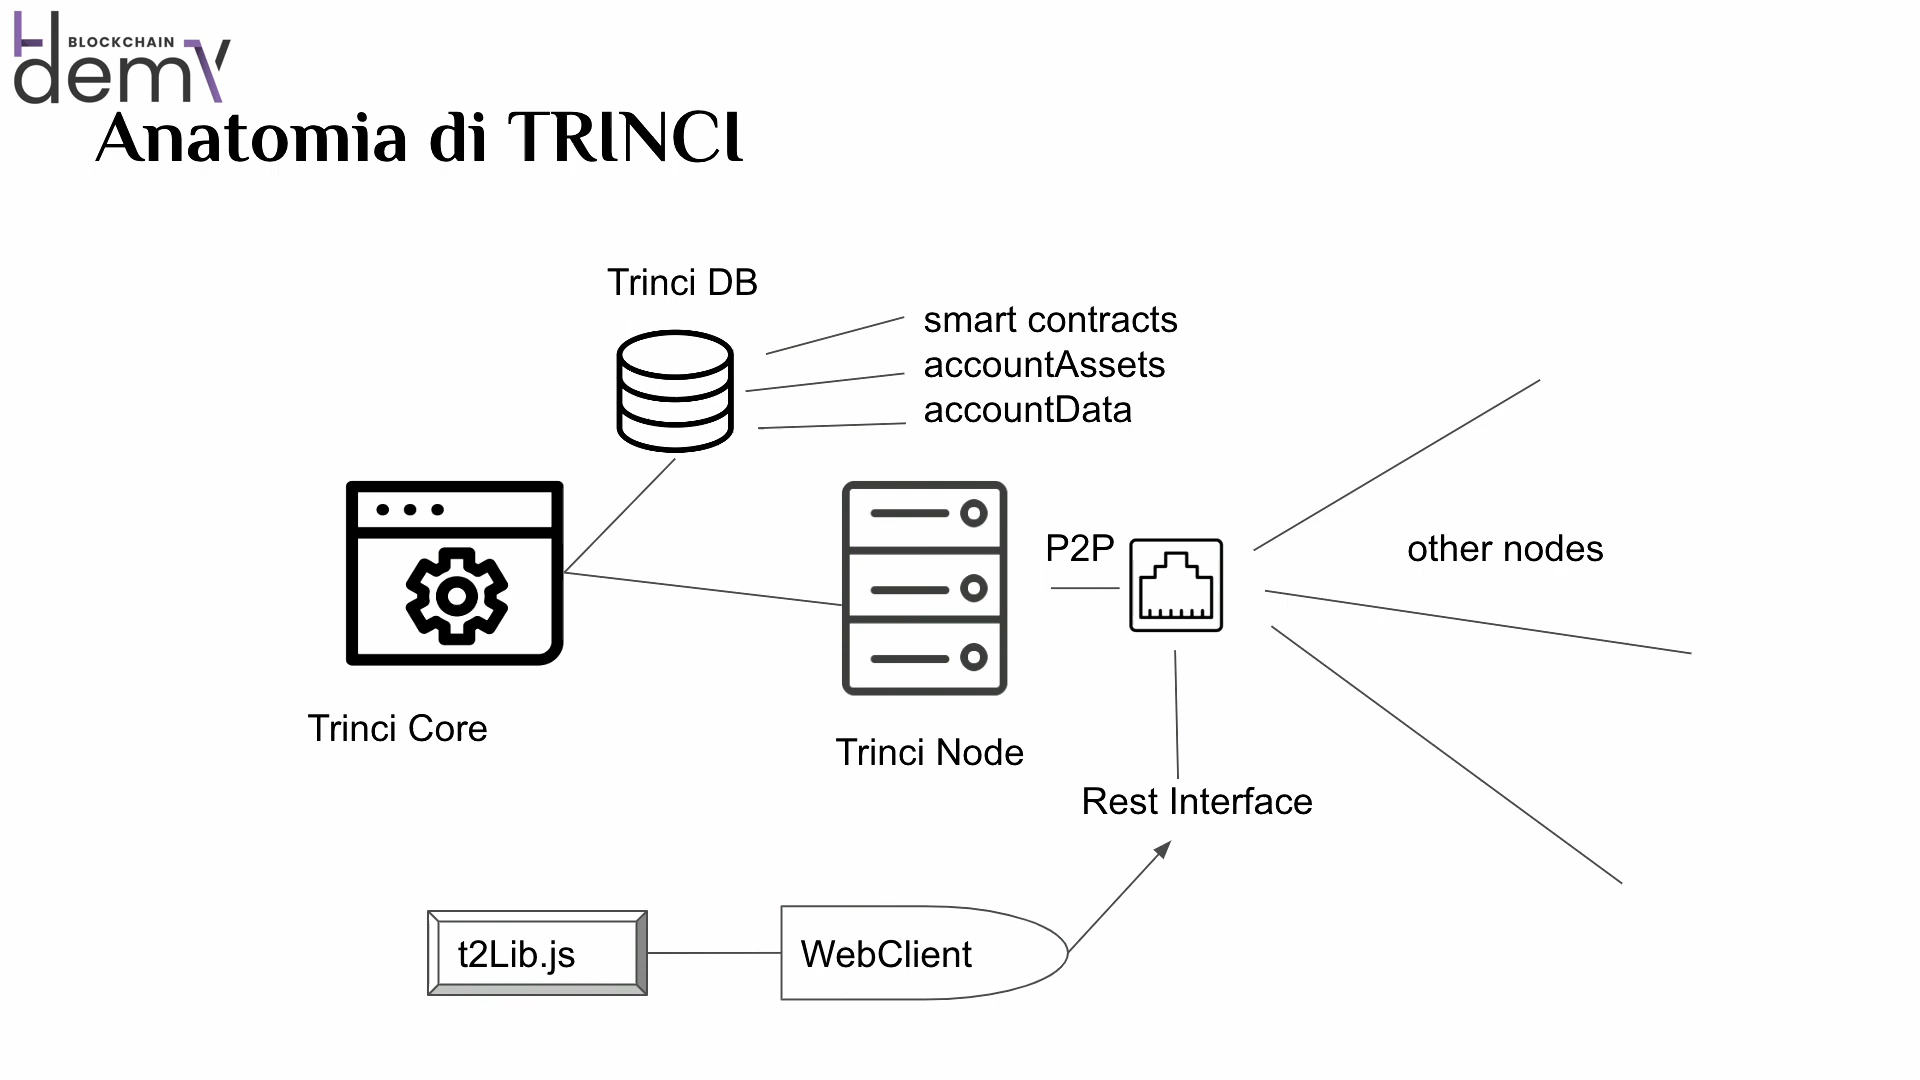 BLOCKCHAIN
demy
Anatomia di TRINCI
Trinci DB
smart contracts
accountAssets
accountData
P2P
other nodes
Trinci Core
Trinci Node
Rest Interface
t2Lib.js
WebClient